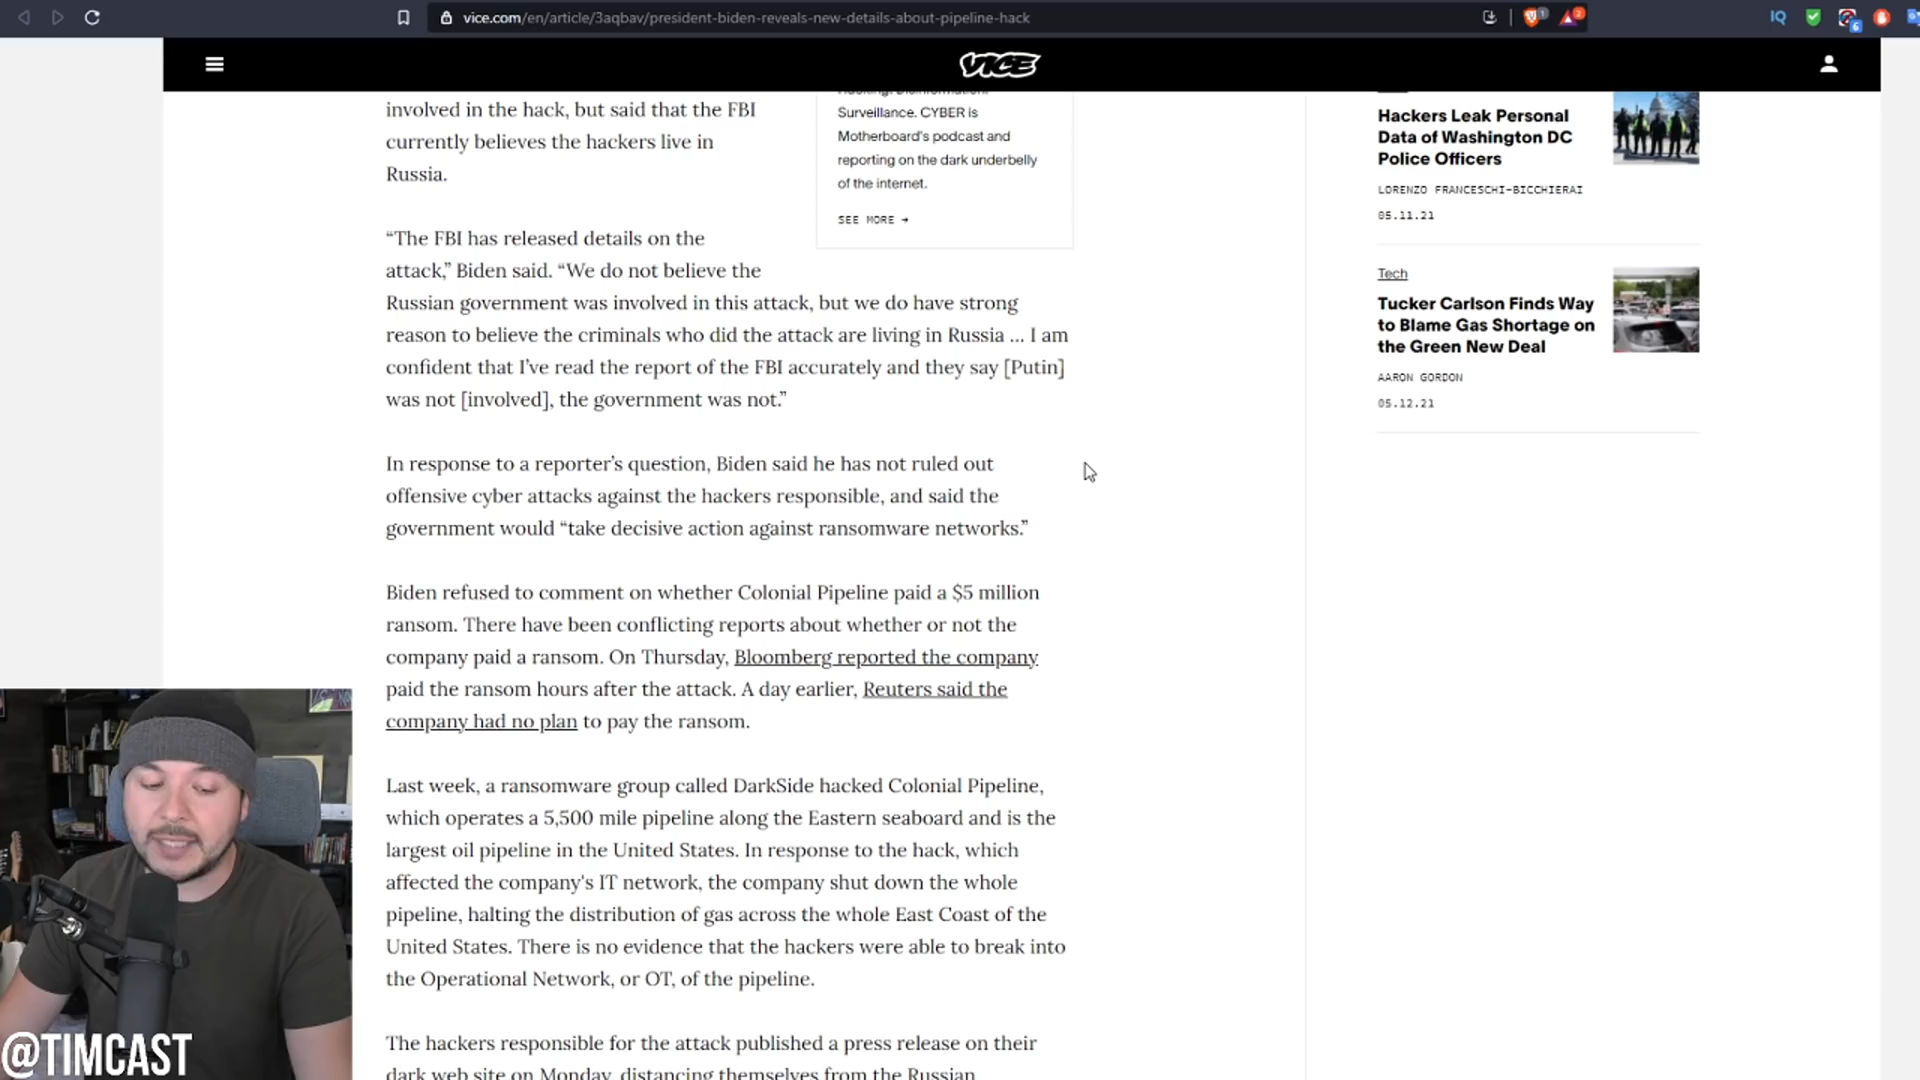 vice.com/en/article/3aqbav/president-biden-reveals-new-details-about-pipeline-hack
IQ
6
VICE
involved in the hack, but said that the FBI
currently believes the hackers live in
Russia.
“The FBI has released details on the
attack,” Biden said. “We do not believe the
Russian government was involved in this attack, but we do have strong
reason to believe the criminals who did the attack are living in Russia ... I am
confident that I’ve read the report of the FBI accurately and they say [Putin]
was not [involved], the government was not.”
In response to a reporter’s question, Biden said he has not ruled out
offensive cyber attacks against the hackers responsible, and said the
government would “take decisive action against ransomware networks.”
Biden refused to comment on whether Colonial Pipeline paid a $5 million
ransom. There have been conflicting reports about whether or not the
company paid a ransom. On Thursday, Bloomberg reported the company
paid the ransom hours after the attack. A day earlier, Reuters said the
company had no plan to pay the ransom.
Last week, a ransomware group called DarkSide hacked Colonial Pipeline,
which operates a 5,500 mile pipeline along the Eastern seaboard and is the
largest oil pipeline in the United States. In response to the hack, which
affected the company's IT network, the company shut down the whole
pipeline, halting the distribution of gas across the whole East Coast of the
United States. There is no evidence that the hackers were able to break into
the Operational Network, or OT, of the pipeline.
The hackers responsible for the attack published a press release on their
dark web site on Monday, distancing themselves from the Russian
Hacking. Disinformation.
Surveillance. CYBER is
Motherboard's podcast and
reporting on the dark underbelly
of the internet.
SEE MORE →
Hackers Leak Personal
Data of Washington DC
Police Officers
LORENZO FRANCESCHI-BICCHIERAI
05.11.21
Tech
Tucker Carlson Finds Way
to Blame Gas Shortage on
the Green New Deal
AARON GORDON
05.12.21
@TIMCAST